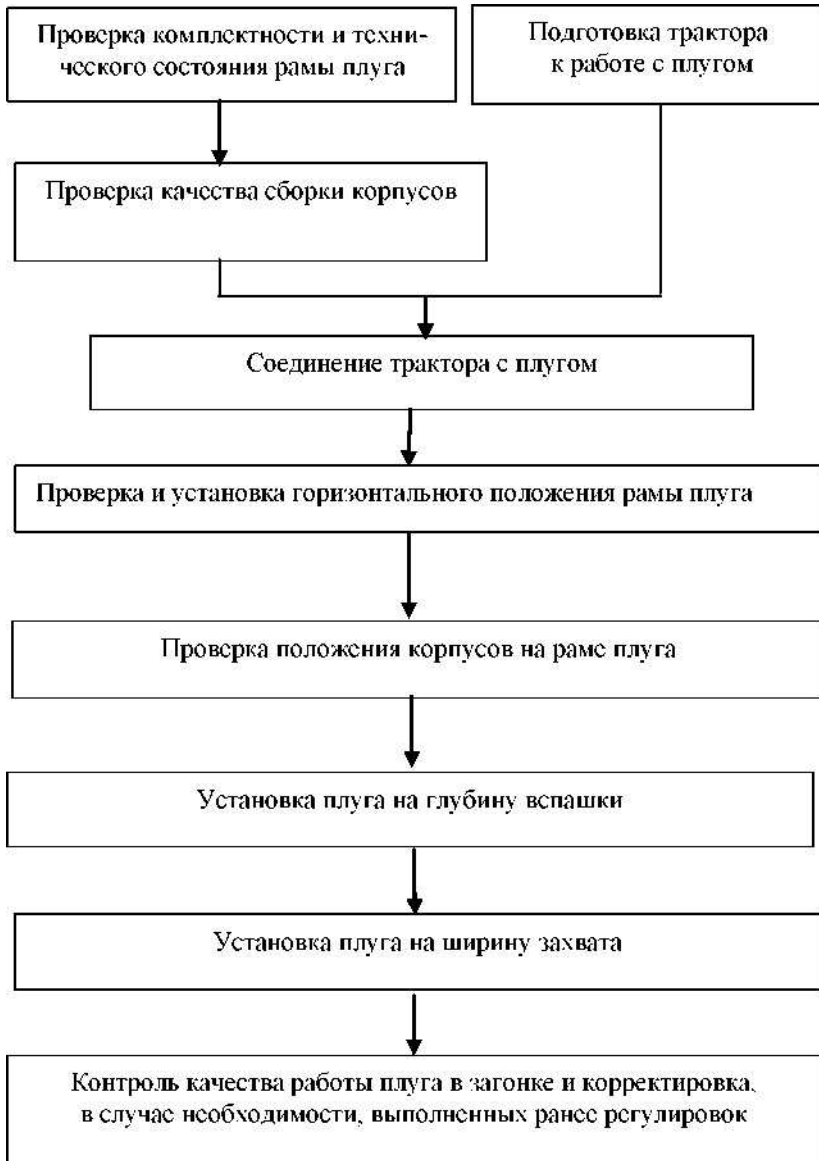 Проверка комплектности и техни-
ческого состояния рамы плуга
Подготовка трактора
к работе с плугом
Проверка качества сборки корпусов
Соединение трактора с плугом
Проверка и установка горизонтального положения рамы плуга
Проверка положения корпусов на раме плуга
Установка плуга на глубину вспашки
Установка плуга на ширину захвата
Контроль качества работы плуга в загонке и корректировка,
в случае необходимости, выполненных ранее регулировок